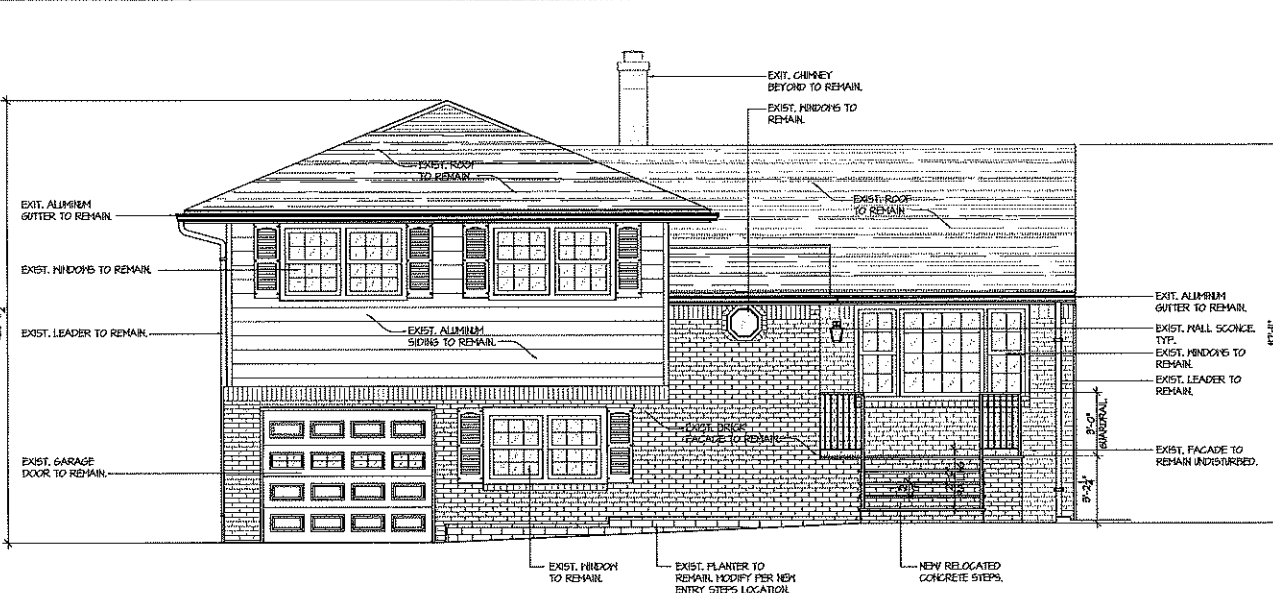 EXIT. CHIMNEY
BEYOND TO REMAIN.
EXIST. WINDOWS TO
REMAIN.
EXIST. ROOF
TO REMAIN
EXIST. ROOF
TO REMAIN
EXIT. ALUMINUM
GUTTER TO REMAIN.
EXIST. WINDOWS TO REMAIN.
EXIST. LEADER TO REMAIN.
EXIST. ALUMINUM
SIDING TO REMAIN.
EXIT. ALUMINUM
GUTTER TO REMAIN.
EXIST. WALL SCONCE.
TYP.
EXIST. WINDOWS TO
REMAIN.
EXIST. LEADER TO
REMAIN.
3'-0"
GUARDRAIL
EXIST. BRICK
FACADE TO REMAIN
EXIST. FACADE TO
REMAIN UNDISTURBED.
EXIST. GARAGE
DOOR TO REMAIN.
3'-2¼"
EXIST. WINDOW
TO REMAIN.
EXIST. PLANTER TO
REMAIN. MODIFY PER NEW
ENTRY STEPS LOCATION.
NEW RELOCATED
CONCRETE STEPS.